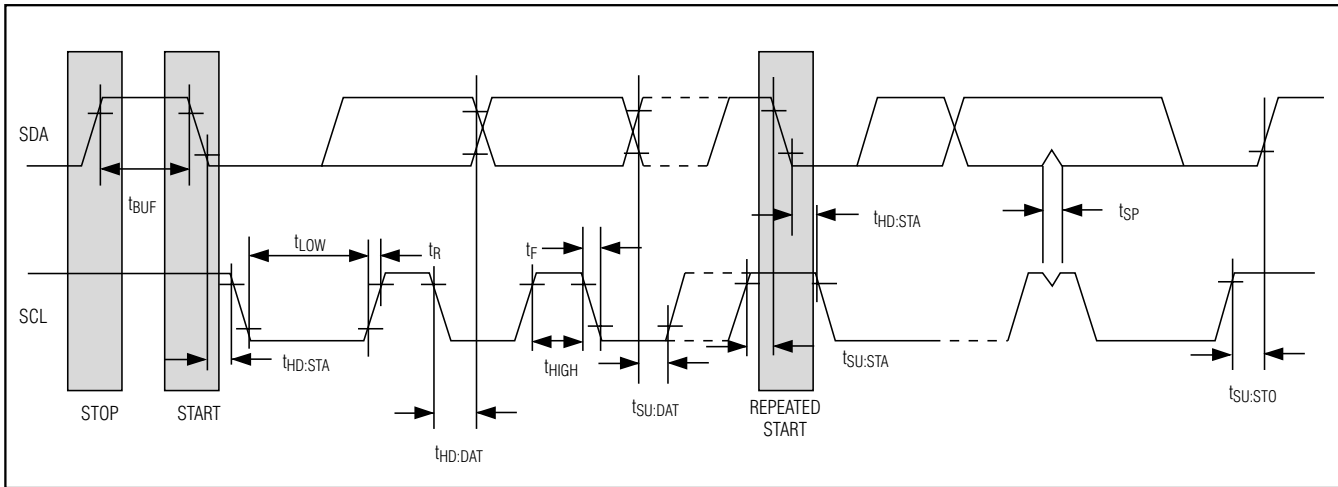 SDA
tBUF
tLOW
tR
tF
tHD:STA
tSP
SCL
tHD:STA
tHIGH
tSU:STA
tSU:DAT
tSU:STO
STOP
START
REPEATED
START
tHD:DAT